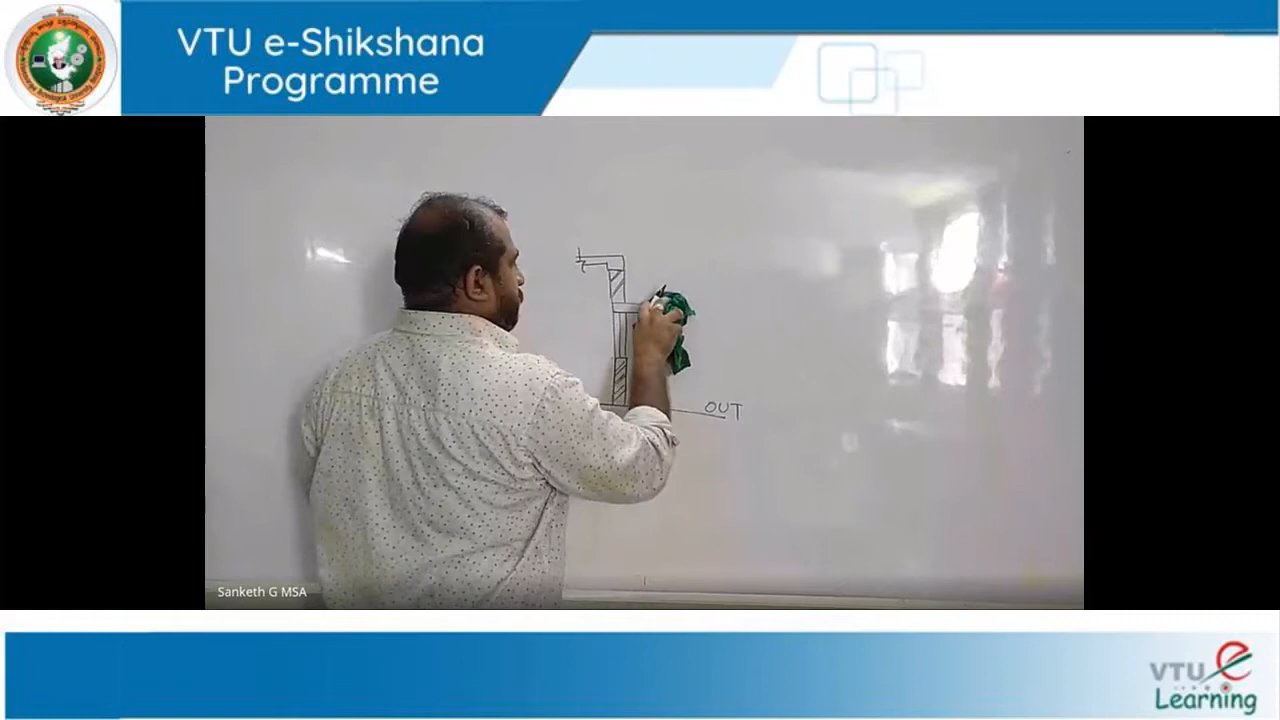 VTU e-Shikshana
Programme
OUT
Sanketh G MSA
VTU e
Learning